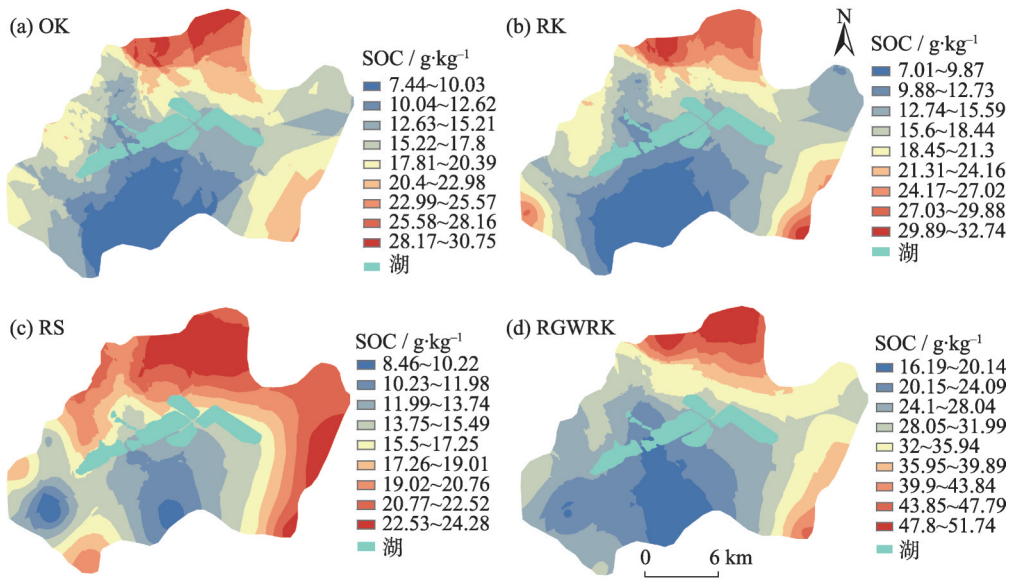 (a) OK
SOC / g·kg⁻¹
7.44~10.03
10.04~12.62
12.63~15.21
15.22~17.8
17.81~20.39
20.4~22.98
22.99~25.57
25.58~28.16
28.17~30.75
湖
(b) RK
N
SOC / g·kg⁻¹
7.01~9.87
9.88~12.73
12.74~15.59
15.6~18.44
18.45~21.3
21.31~24.16
24.17~27.02
27.03~29.88
29.89~32.74
湖
(c) RS
SOC / g·kg⁻¹
8.46~10.22
10.23~11.98
11.99~13.74
13.75~15.49
15.5~17.25
17.26~19.01
19.02~20.76
20.77~22.52
22.53~24.28
湖
(d) RGWRK
SOC / g·kg⁻¹
16.19~20.14
20.15~24.09
24.1~28.04
28.05~31.99
32~35.94
35.95~39.89
39.9~43.84
43.85~47.79
47.8~51.74
湖
0 6 km